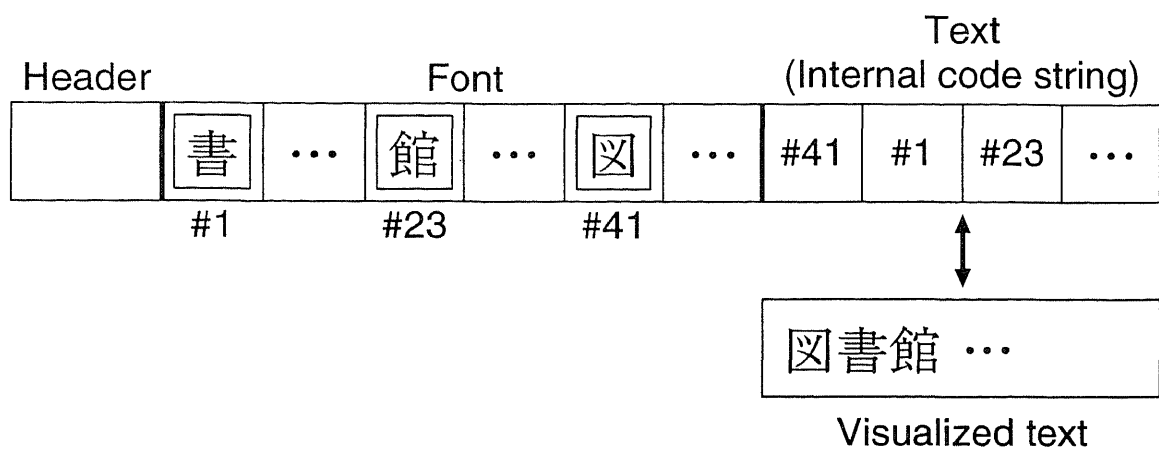 Text
Header Font (Internal code string)
書 … 館 … 図 … #41 #1 #23 …
#1 #23 #41
図書館 …
Visualized text